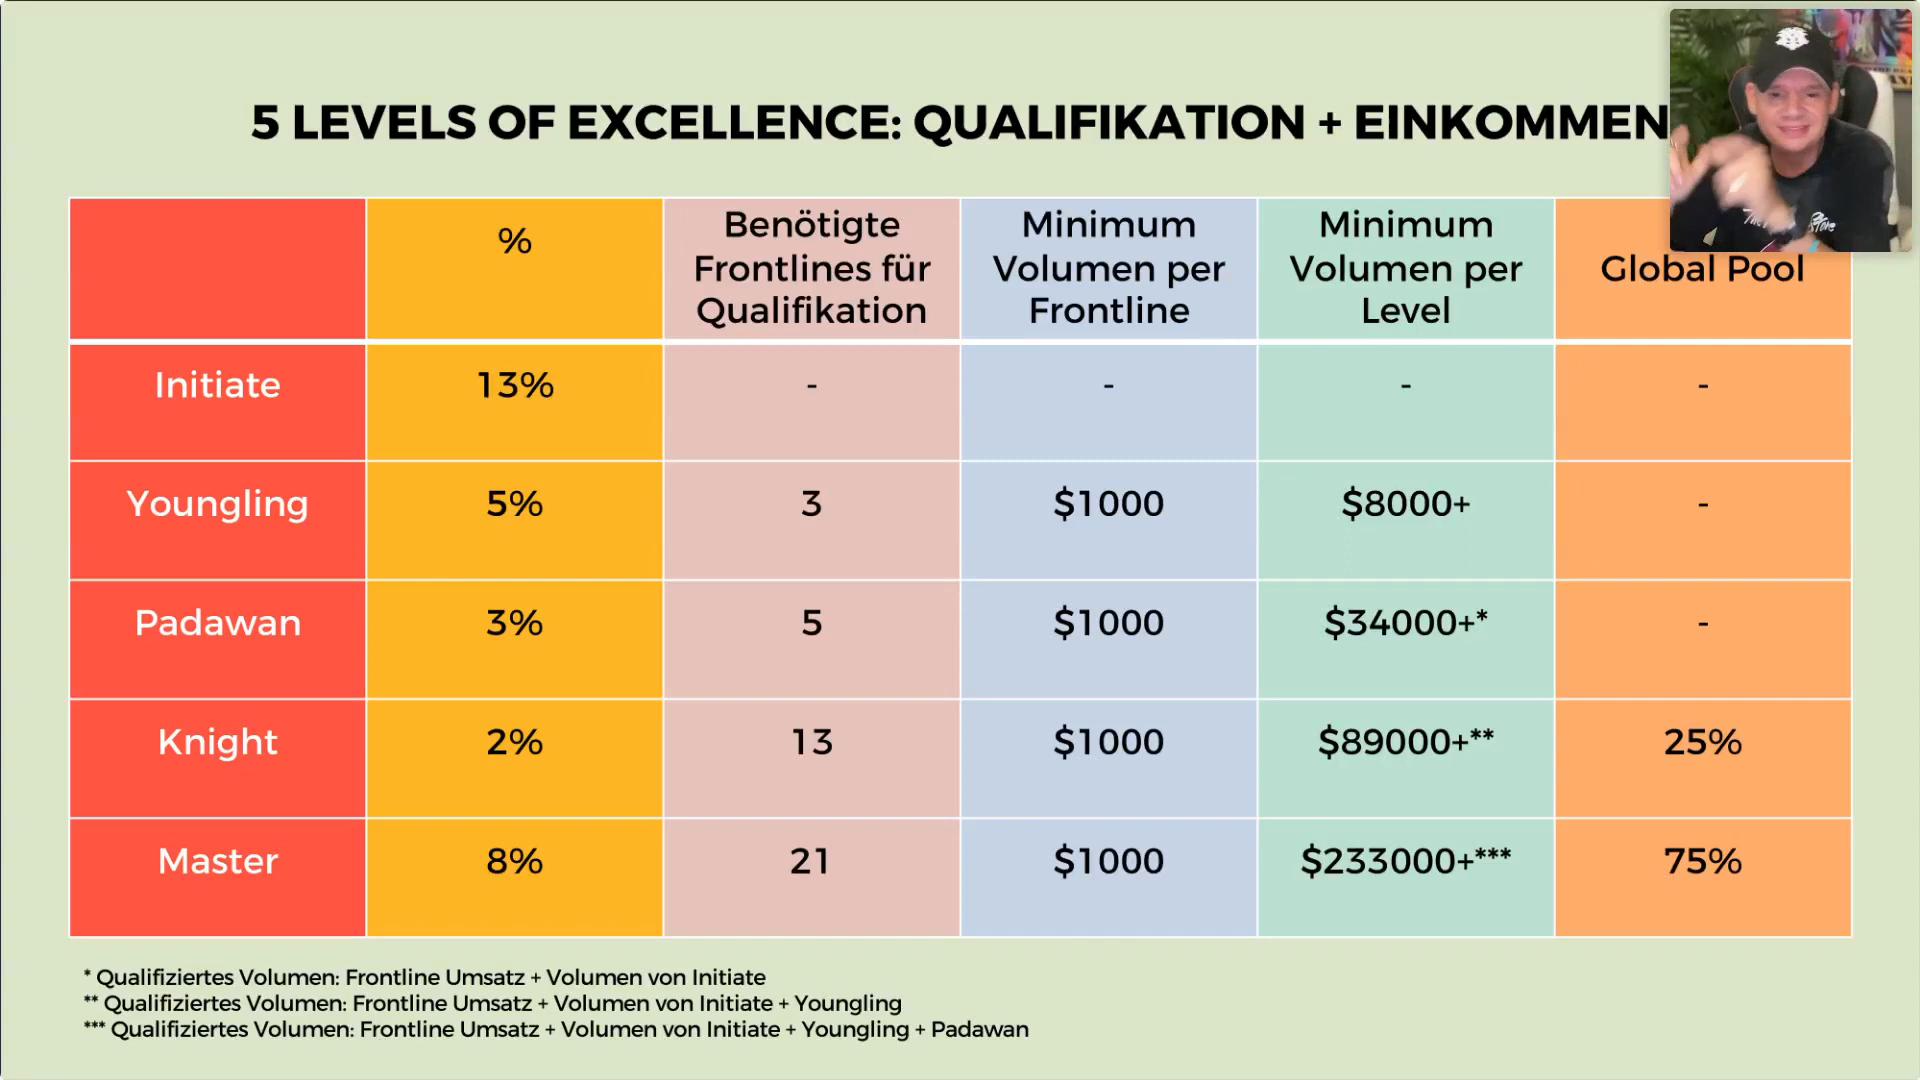 5 LEVELS OF EXCELLENCE: QUALIFIKATION + EINKOMMEN
%
Benötigte
Frontlines für
Qualifikation
Minimum
Volumen per
Frontline
Minimum
Volumen per
Level
Global Pool
Initiate 13% - - - -
Youngling 5% 3 $1000 $8000+ -
Padawan 3% 5 $1000 $34000+* -
Knight 2% 13 $1000 $89000+** 25%
Master 8% 21 $1000 $233000+*** 75%
* Qualifiziertes Volumen: Frontline Umsatz + Volumen von Initiate
** Qualifiziertes Volumen: Frontline Umsatz + Volumen von Initiate + Youngling
*** Qualifiziertes Volumen: Frontline Umsatz + Volumen von Initiate + Youngling + Padawan